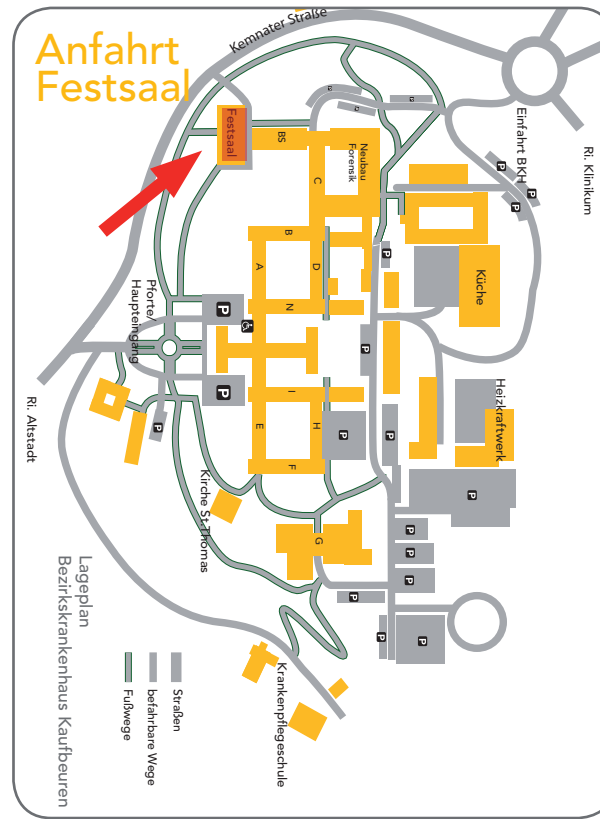 Anfahrt
Festsaal
Kemnater Straße
Einfahrt BKH
Ri. Klinikum
Festsaal
BS
Neubau
Forensik
C
B
A
D
N
Küche
Pforte/
Haupteingang
P
P
P
P
P
P
P
P
P
I
E
H
F
G
P
P
P
P
P
P
P
P
P
Heizkraftwerk
Ri. Altstadt
Kirche St.Thomas
Krankenpflegeschule
Straßen
befahrbare Wege
Fußwege
Lageplan
Bezirkskrankenhaus Kaufbeuren